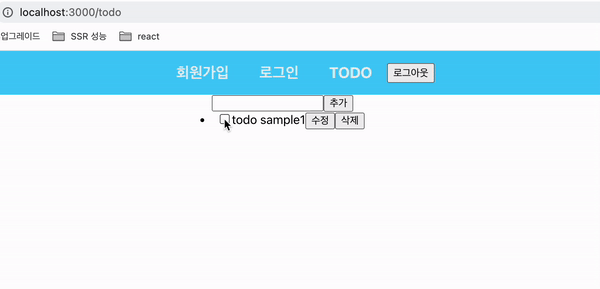 localhost:3000/todo
업그레이드 SSR 성능 react
회원가입 로그인 TODO 로그아웃
추가
todo sample1 수정 삭제